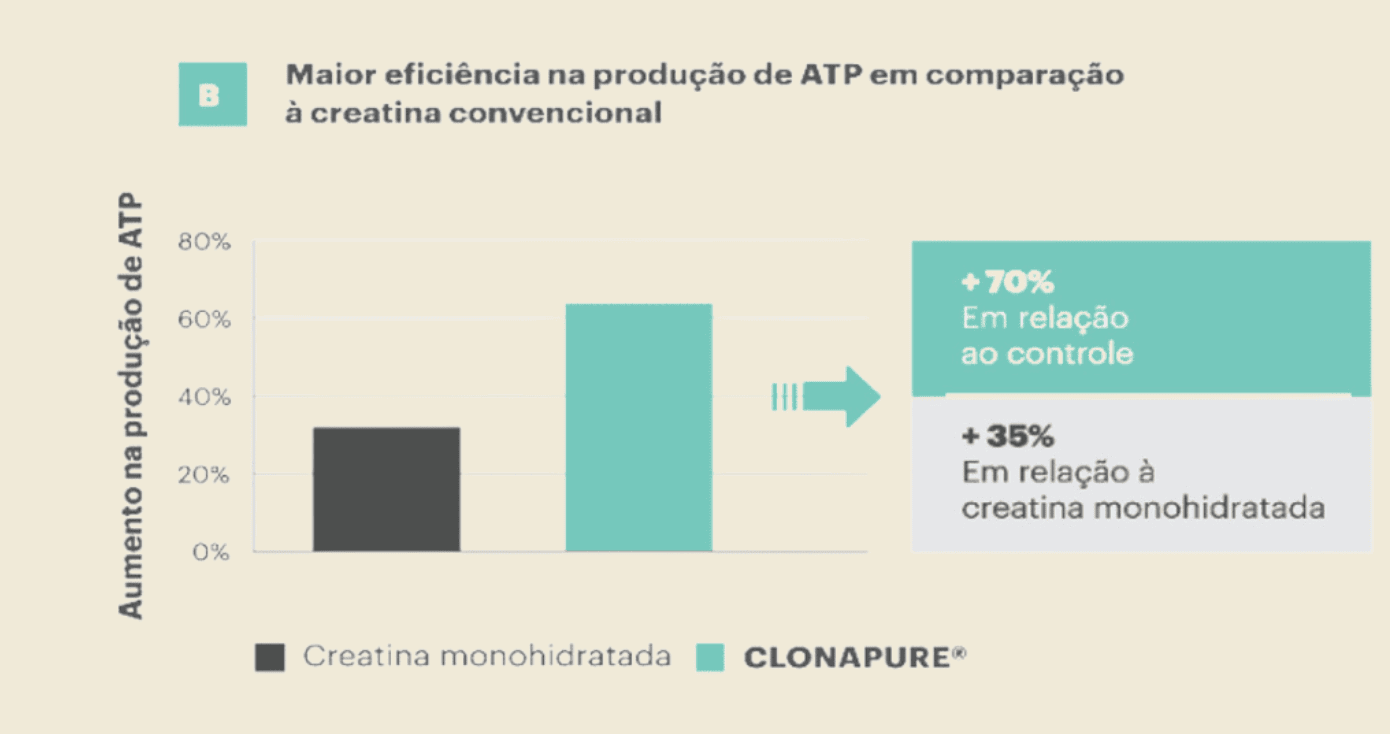 B
Maior eficiência na produção de ATP em comparação
à creatina convencional
Aumento na produção de ATP
80%
60%
40%
20%
0%
+ 70%
Em relação
ao controle
+ 35%
Em relação à
creatina monohidratada
Creatina monohidratada
CLONAPURE®